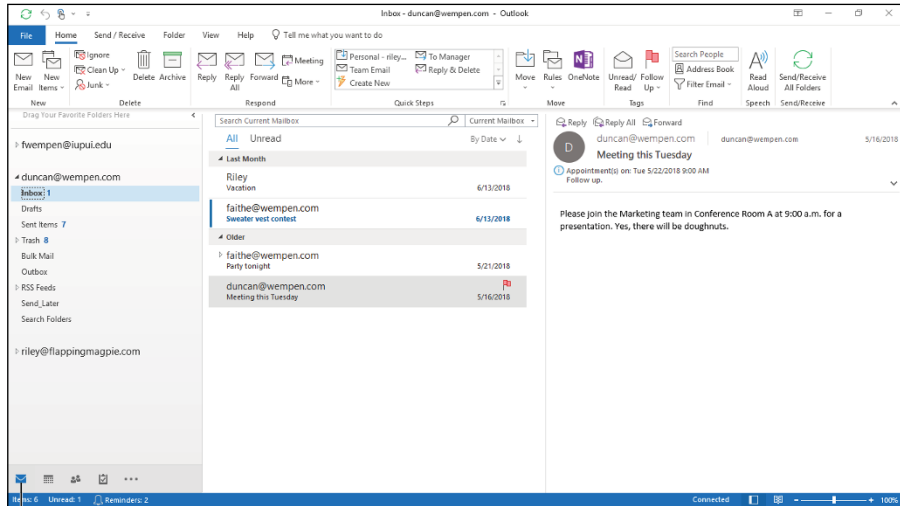 Inbox - duncan@wempen.com - Outlook
File Home Send / Receive Folder View Help Tell me what you want to do
New Email
New Items
Ignore
Clean Up
Junk
Delete
Archive
Reply
Reply All
Forward
Meeting
More
Personal - riley...
Team Email
Create New
To Manager
Reply & Delete
Move
Rules
OneNote
Unread/ Read
Follow Up
Search People
Address Book
Filter Email
Read Aloud
Send/Receive All Folders
New Delete Respond Quick Steps Move Tags Find Speech Send/Receive
Drag Your Favorite Folders Here
fwempen@iupui.edu
duncan@wempen.com
Inbox 1
Drafts
Sent Items 7
Trash 8
Bulk Mail
Outbox
RSS Feeds
Send_Later
Search Folders
riley@flappingmagpie.com
Search Current Mailbox Current Mailbox
All Unread By Date
Last Month
Riley
Vacation 6/13/2018
faithe@wempen.com
Sweater vest contest 6/13/2018
Older
faithe@wempen.com
Party tonight 5/21/2018
duncan@wempen.com
Meeting this Tuesday 5/16/2018
Reply Reply All Forward
D
duncan@wempen.com duncan@wempen.com 5/16/2018
Meeting this Tuesday
Appointment(s) on: Tue 5/22/2018 9:00 AM
Follow up.
Please join the Marketing team in Conference Room A at 9:00 a.m. for a
presentation. Yes, there will be doughnuts.
Items: 6 Unread: 1 Reminders: 2 Connected 100%